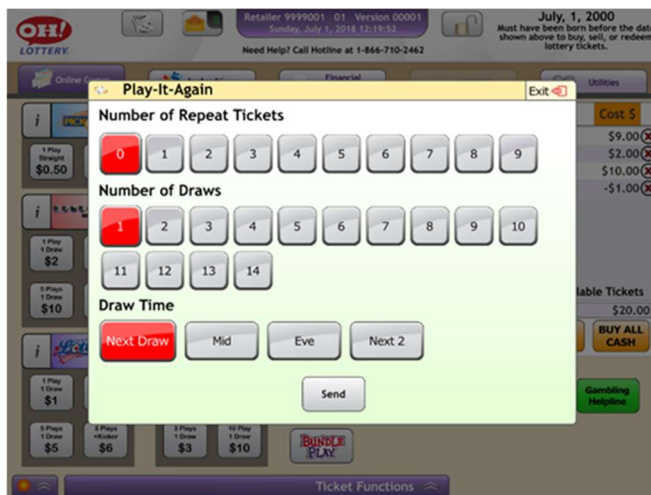 OH!
LOTTERY.
Retailer 9999001 01 Version 00001
Sunday, July 1, 2018 12:19:52
Need Help? Call Hotline at 1-866-710-2462
July, 1, 2000
Must have been born before the date
shown above to buy, sell, or redeem
lottery tickets.
Online Games
Financial
Utilities
Play-It-Again
Exit
Number of Repeat Tickets
0 1 2 3 4 5 6 7 8 9
Number of Draws
1 2 3 4 5 6 7 8 9 10
11 12 13 14
Draw Time
Next Draw Mid Eve Next 2
Send
i
1 Play
Straight
$0.50
i
1 Play
1 Draw
$2
5 Plays
1 Draw
$10
i
1 Play
1 Draw
$1
5 Plays
1 Draw
$5
5 Plays
+Kicker
$6
3 Plays
1 Draw
$3
10 Play
1 Draw
$10
BUNDLE
PLAY
Cost $
$9.00
$2.00
$10.00
-$1.00
lable Tickets
$20.00
BUY ALL
CASH
Gambling
Helpline
Ticket Functions